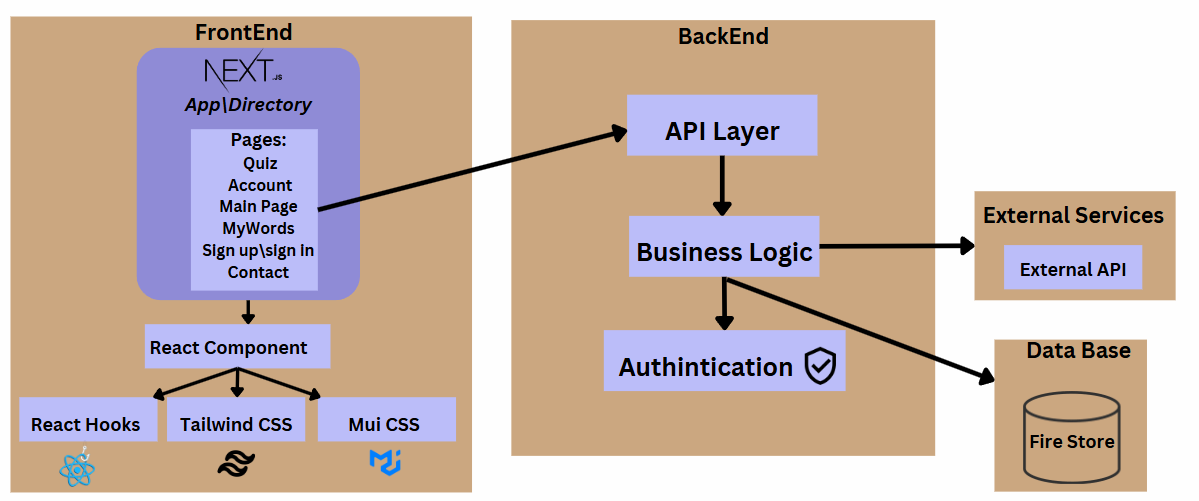 FrontEnd
NEXT.JS
App\Directory
Pages:
Quiz
Account
Main Page
MyWords
Sign up\sign in
Contact
React Component
React Hooks
Tailwind CSS
Mui CSS
BackEnd
API Layer
Business Logic
Authintication
External Services
External API
Data Base
Fire Store